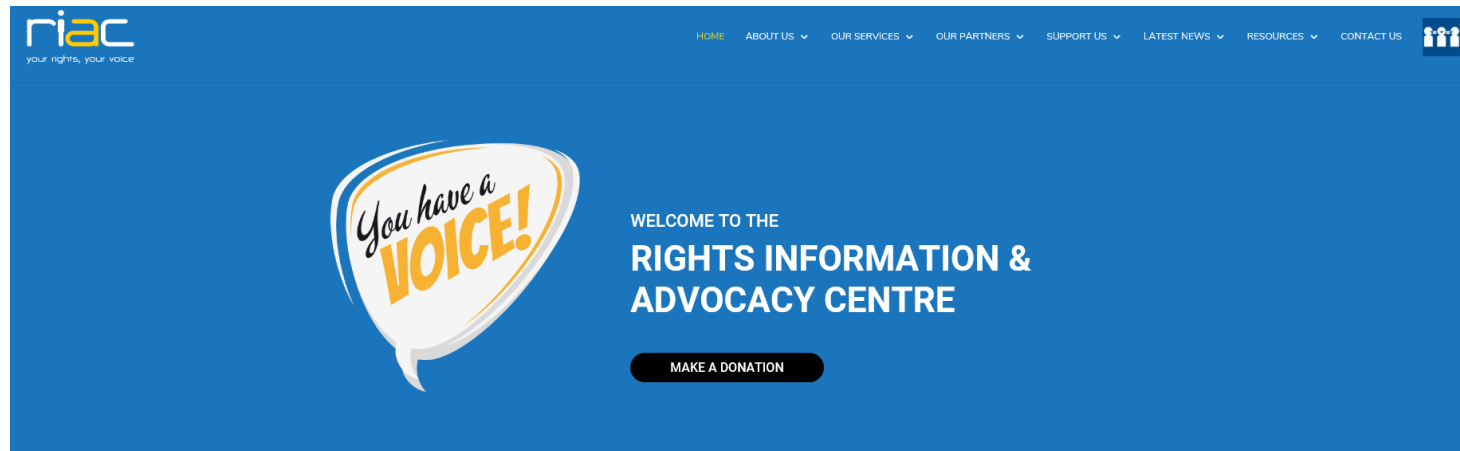 riac
your rights, your voice
HOME ABOUT US OUR SERVICES OUR PARTNERS SUPPORT US LATEST NEWS RESOURCES CONTACT US
You have a
VOICE!
WELCOME TO THE
RIGHTS INFORMATION &
ADVOCACY CENTRE
MAKE A DONATION